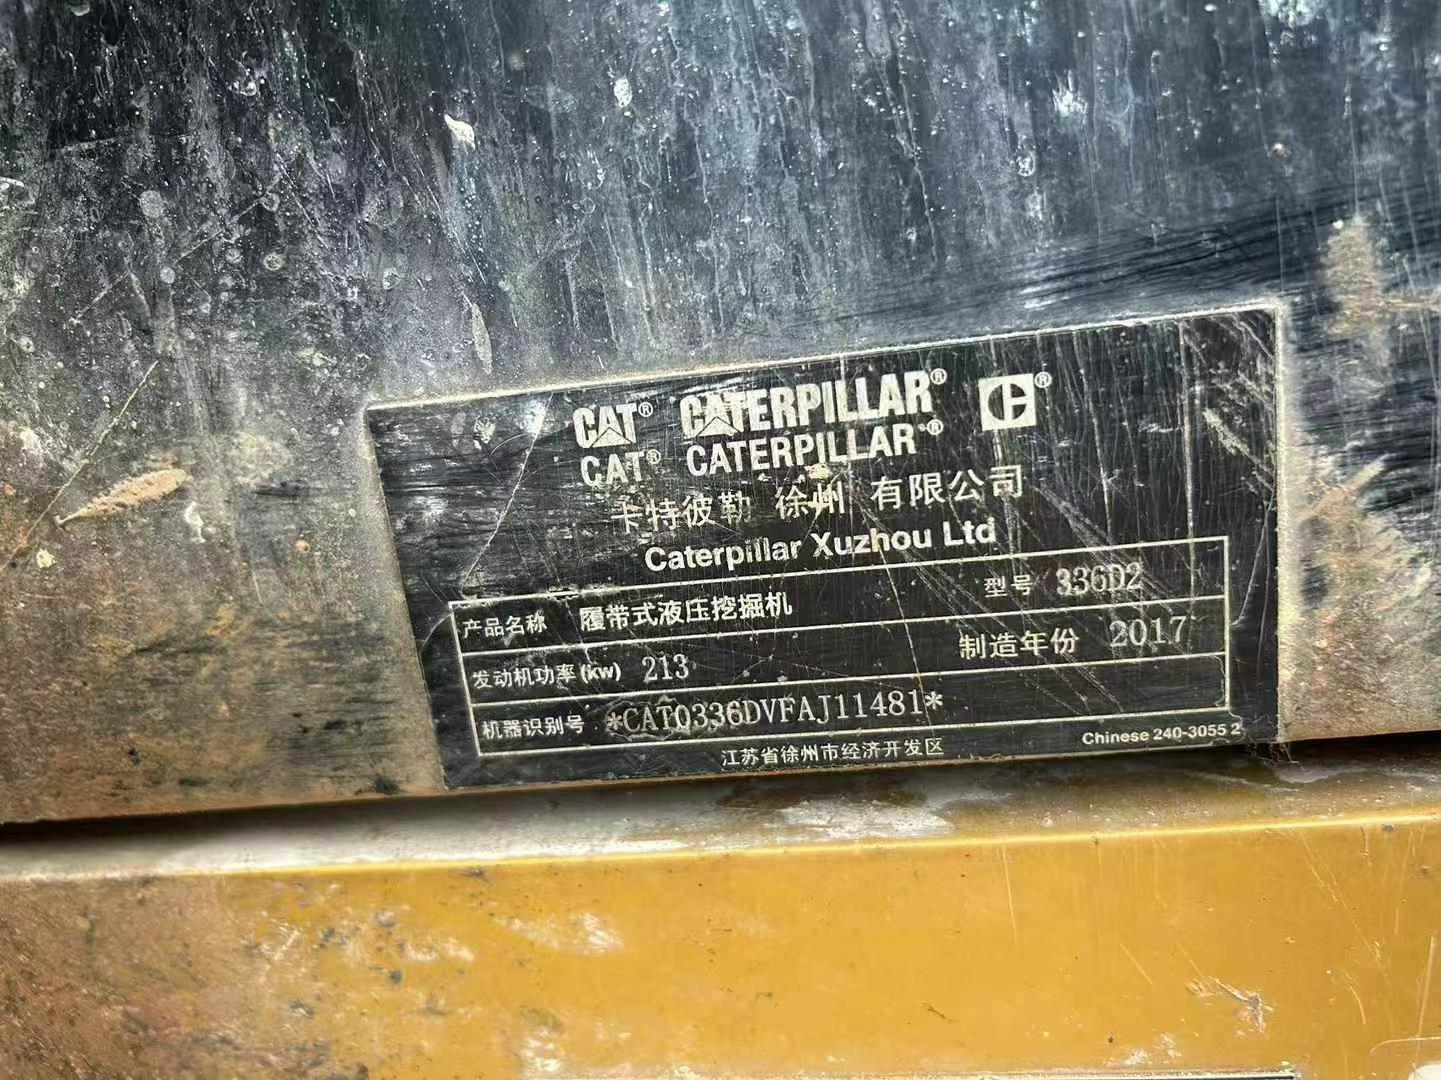 CAT® CATERPILLAR® ®
CAT® CATERPILLAR®
卡特彼勒 徐州 有限公司
Caterpillar Xuzhou Ltd
产品名称 履带式液压挖掘机 型号 336D2
发动机功率(kw) 213 制造年份 2017
机器识别号 *CAT0336DVFAJ11481*
江苏省徐州市经济开发区 Chinese 240-3055 2